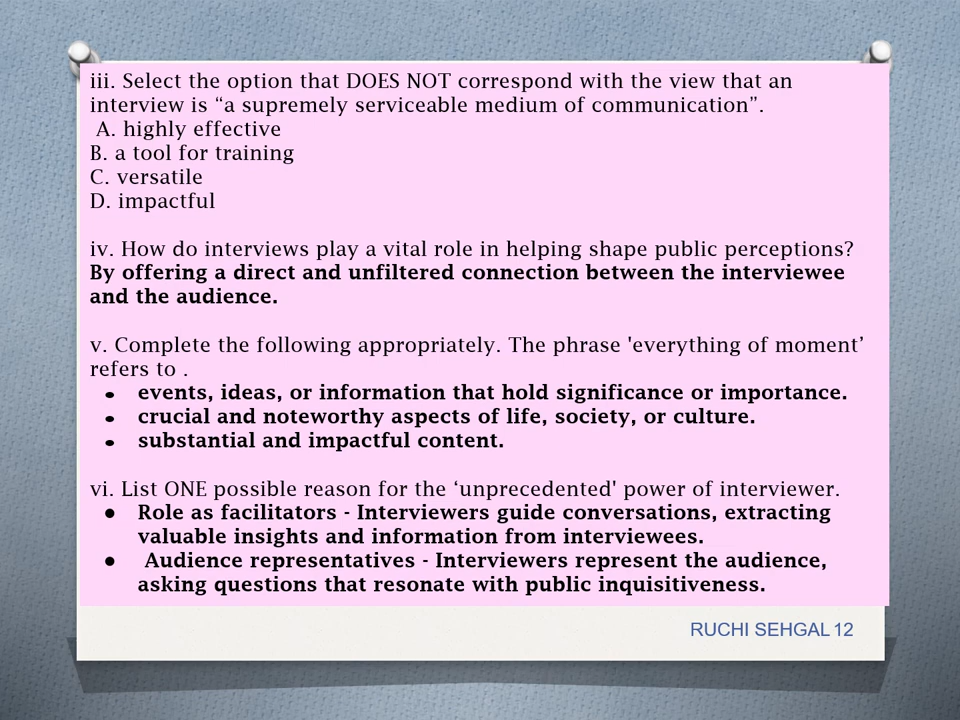 iii. Select the option that DOES NOT correspond with the view that an
interview is “a supremely serviceable medium of communication”.
A. highly effective
B. a tool for training
C. versatile
D. impactful
iv. How do interviews play a vital role in helping shape public perceptions?
By offering a direct and unfiltered connection between the interviewee
and the audience.
v. Complete the following appropriately. The phrase 'everything of moment’
refers to .
• events, ideas, or information that hold significance or importance.
• crucial and noteworthy aspects of life, society, or culture.
• substantial and impactful content.
vi. List ONE possible reason for the ‘unprecedented' power of interviewer.
• Role as facilitators - Interviewers guide conversations, extracting
valuable insights and information from interviewees.
• Audience representatives - Interviewers represent the audience,
asking questions that resonate with public inquisitiveness.
RUCHI SEHGAL 12